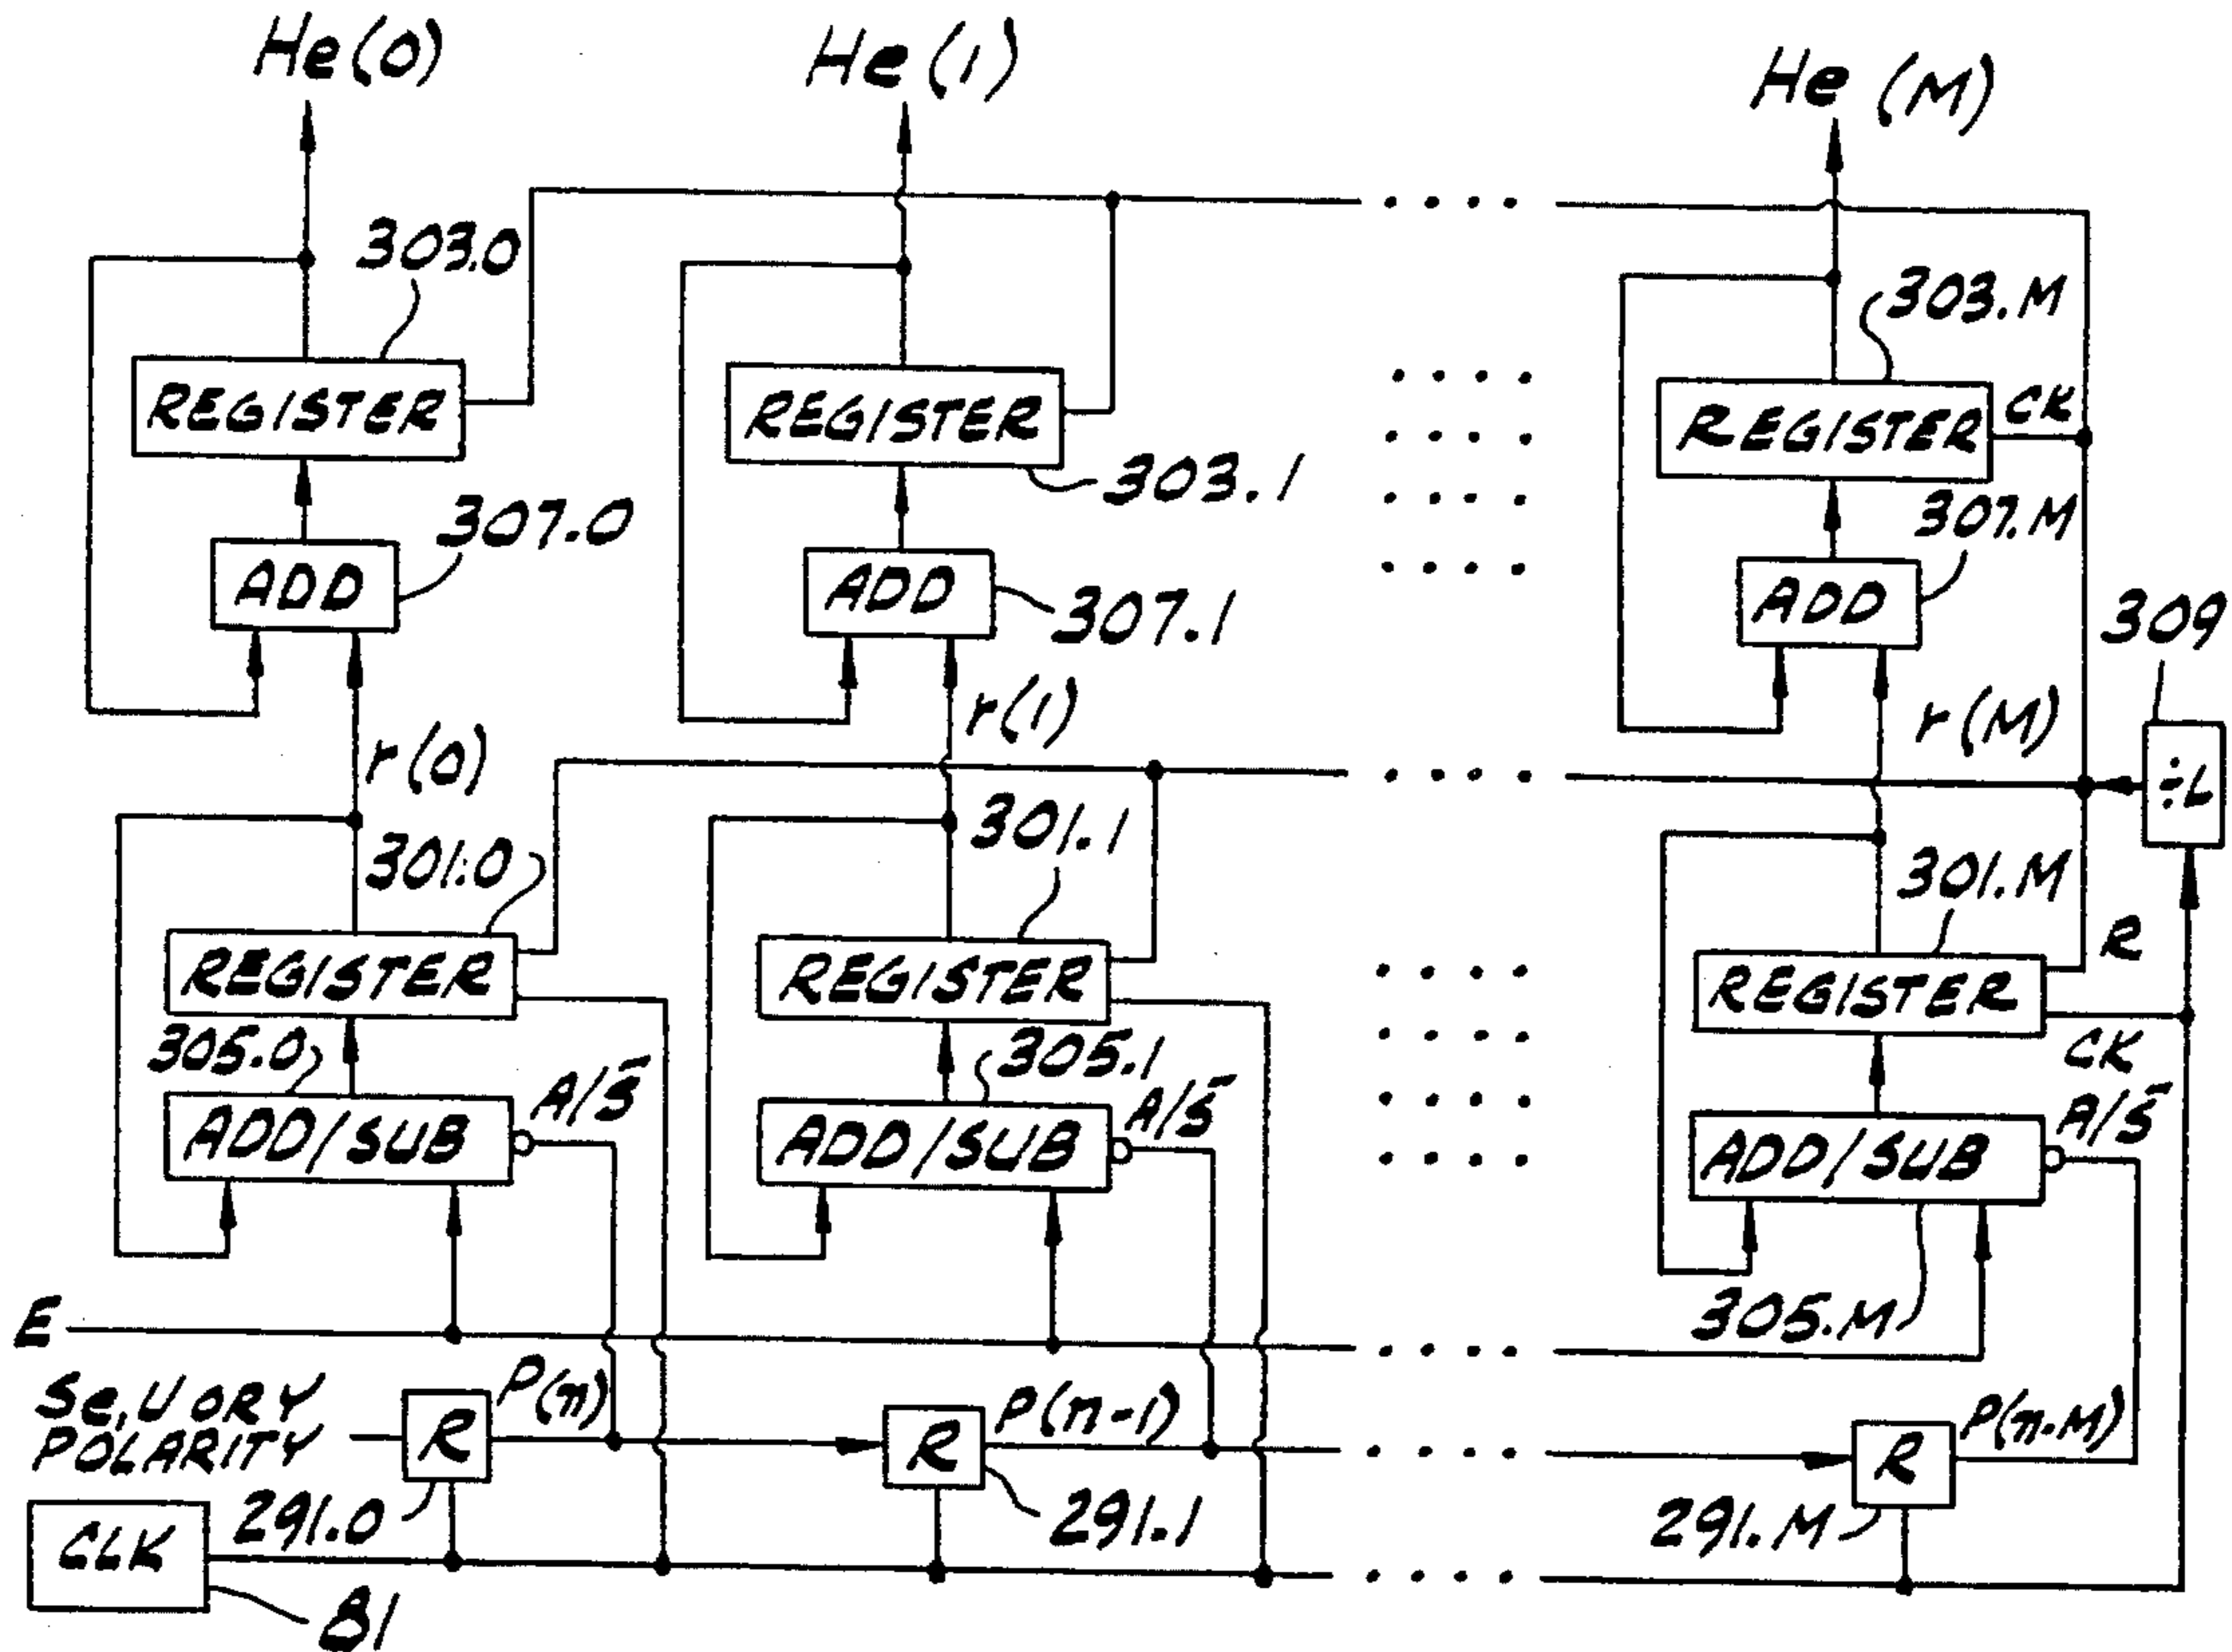 He(0)
He(1)
He(M)
303.0
303.M
REGISTER
REGISTER
REGISTER
CK
303.1
307.0
307.M
ADD
ADD
ADD
307.1
309
r(0)
r(1)
r(M)
÷L
301.0
301.1
301.M
R
REGISTER
REGISTER
REGISTER
CK
305.0
305.1
A/S̄
A/S̄
A/S̄
ADD/SUB
ADD/SUB
ADD/SUB
305.M
E
Se,U ORY
POLARITY
R
P(n)
R
P(n-1)
R
P(n-M)
291.0
291.1
291.M
CLK
81